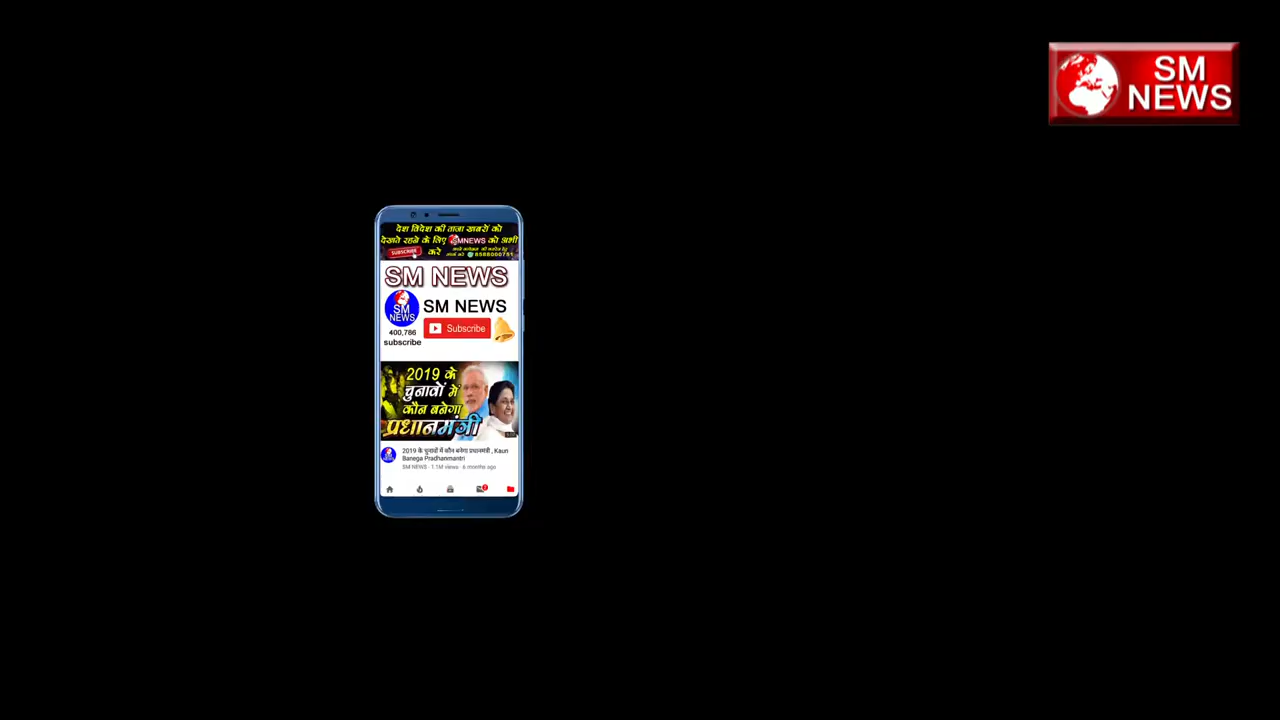 SM
NEWS
देश विदेश की ताजा खबरों को
देखते रहने के लिए SMNEWS को अभी
SUBSCRIBE करे
SM NEWS
SM
NEWS
SM NEWS
Subscribe
400,786
subscribe
2019 के
चुनावों में
कौन बनेगा
प्रधानमंत्री
2019 के चुनावों में कौन बनेगा प्रधानमंत्री , Kaun
Banega Pradhanmantri
SM NEWS · 1.1M views · 6 months ago